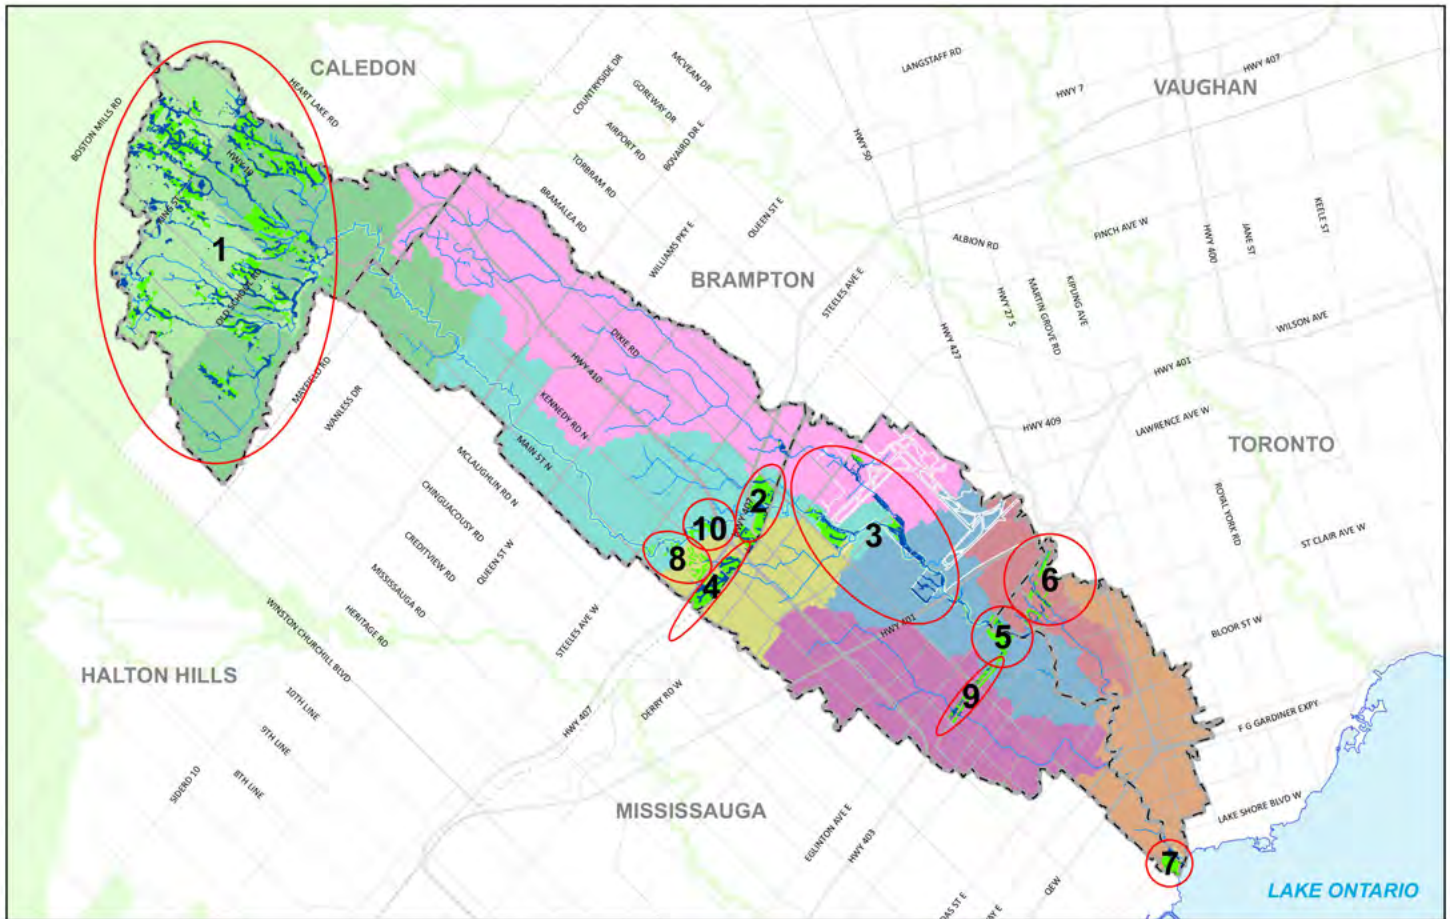 CALEDON
VAUGHAN
BRAMPTON
TORONTO
HALTON HILLS
MISSISSAUGA
LAKE ONTARIO
1
2
3
4
5
6
7
8
9
10
BOSTON MILLS RD
HEART LAKE RD
OLD SCHOOL RD
MAYFIELD RD
WANLESS DR
COUNTRYSIDE DR
MCVEAN DR
GOREWAY DR
AIRPORT RD
BOVAIRD DR E
TORBRAM RD
BRAMALEA RD
WILLIAMS PKY E
QUEEN ST E
STEELES AVE E
LANGSTAFF RD
HWY 7
HWY 407
HWY 50
ALBION RD
FINCH AVE W
HWY 400
JANE ST
KEELE ST
HWY 27 S
MARTIN GROVE RD
KIPLING AVE
WILSON AVE
HWY 427
HWY 401
HWY 409
LAWRENCE AVE W
ROYAL YORK RD
ST CLAIR AVE W
BLOOR ST W
F G GARDINER EXPY
LAKE SHORE BLVD W
DIXIE RD
HWY 410
KENNEDY RD N
MAIN ST N
MCLAUGHLIN RD N
CHINGUACOUSY RD
CREDITVIEW RD
QUEEN ST W
MISSISSAUGA RD
HERITAGE RD
WINSTON CHURCHILL BLVD
STEELES AVE W
10TH LINE
9TH LINE
8TH LINE
SIDERD 10
HWY 407
DERRY RD W
HWY 407
HWY 401
EGLINTON AVE E
HWY 403
QEW